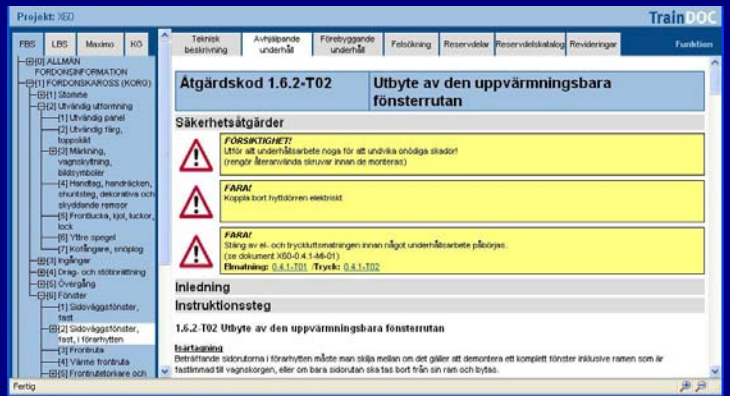 Projekt: X60
TrainDOC
FBS LBS Maximo KG
Teknisk beskrivning
Avhjälpande underhåll
Förebyggande underhåll
Felsökning
Reservdelar
Reservdelskatalog
Revideringar
Funktion
[0] ALLMÄN
FORDONSINFORMATION
[1] FORDONSKAROSS (KORG)
[1] Stomme
[2] Utvändig utformning
[1] Utvändig panel
[2] Utvändig färg,
toppskikt
[3] Märkning,
vagnskyltning,
bildsymboler
[4] Handtag, handräcken,
shuntsteg, dekorativa och
skyddande remsor
[5] Frontlucka, kjol, luckor,
lock
[6] Yttre spegel
[7] Kofångare, snöplog
[3] Ingångar
[4] Drag- och stötinrättning
[5] Övergång
[6] Fönster
[1] Sidoväggsfönster,
fast
[2] Sidoväggsfönster,
fast, i förarhytten
[3] Frontruta
[4] Värme frontruta
[5] Frontrutetorkare och
Åtgärdskod 1.6.2-T02
Utbyte av den uppvärmningsbara
fönsterrutan
Säkerhetsåtgärder
FÖRSIKTIGHET!
Utför allt underhållsarbete noga för att undvika onödiga skador!
(rengör återanvända skruvar innan de monteras)
FARA!
Koppla bort hyttdörren elektriskt
FARA!
Stäng av el- och tryckluftsmatningen innan något underhållsarbete påbörjas.
(se dokument X60-0.4.1-MI-01)
Elmatning: 0.4.1-T01 /Tryck: 0.4.1-T02
Inledning
Instruktionssteg
1.6.2-T02 Utbyte av den uppvärmningsbara fönsterrutan
Isärtagning
Beträffande sidorutorna i förarhytten måste man skilja mellan om det gäller att demontera ett komplett fönster inklusive ramen som är
fastlimmad till vagnskorgen, eller om bara sidorutan ska tas bort från sin ram och bytas.
Fertig